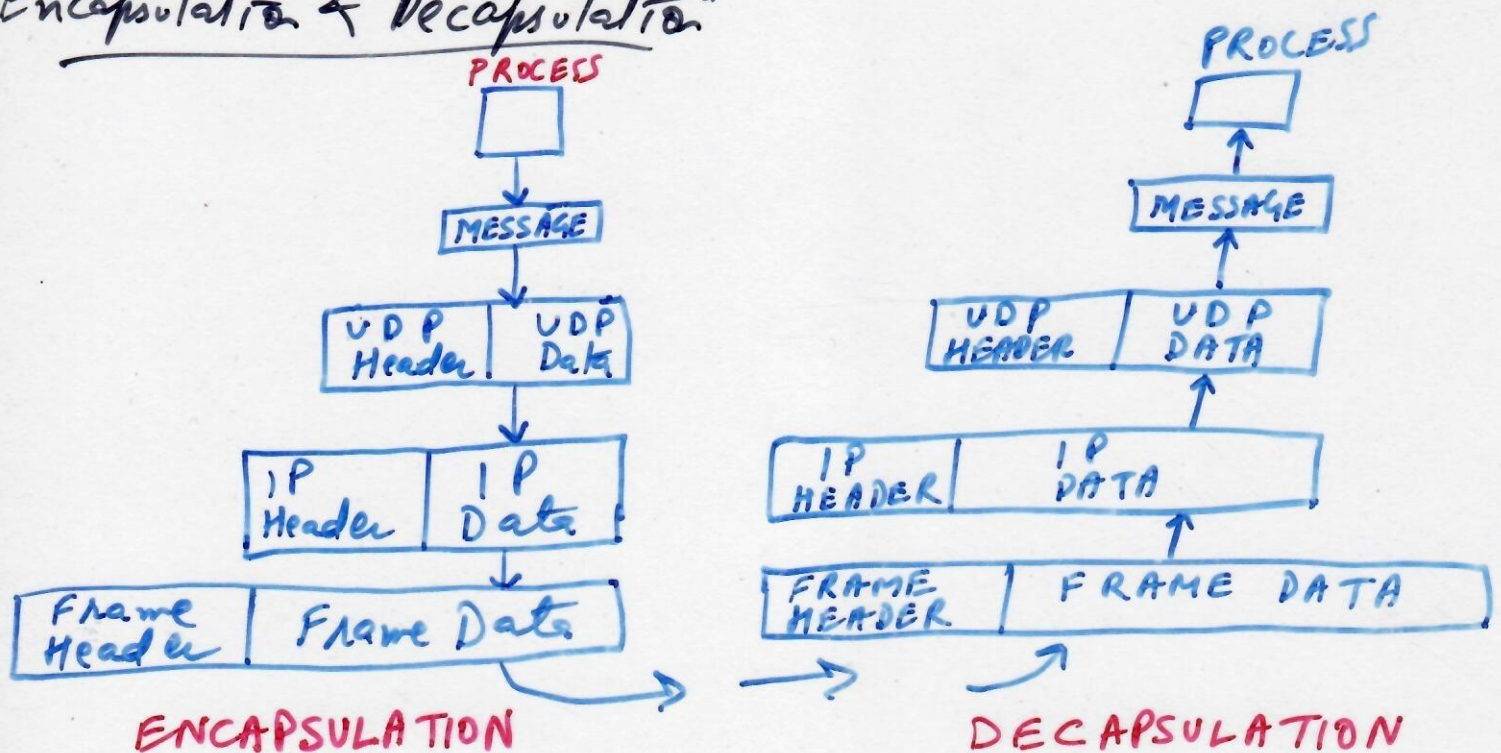 Encapsulation & Decapsulation
PROCESS
MESSAGE
UDP UDP
Header Data
IP IP
Header Data
Frame Frame Data
Header
ENCAPSULATION
PROCESS
MESSAGE
UDP UDP
HEADER DATA
IP IP
HEADER DATA
FRAME FRAME DATA
HEADER
DECAPSULATION